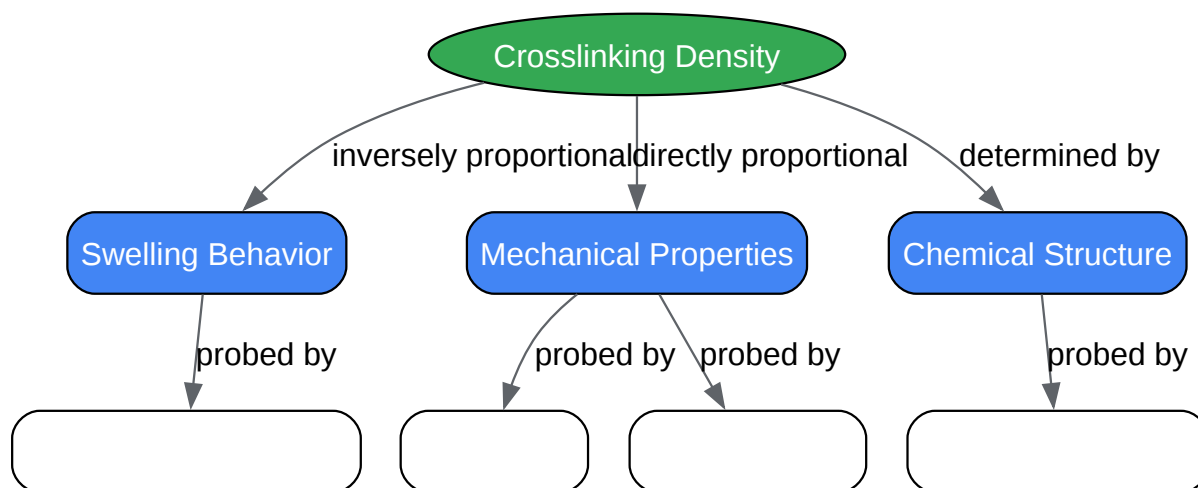 Crosslinking Density
inversely proportional
directly proportional
determined by
Swelling Behavior
Mechanical Properties
Chemical Structure
probed by
probed by
probed by
probed by